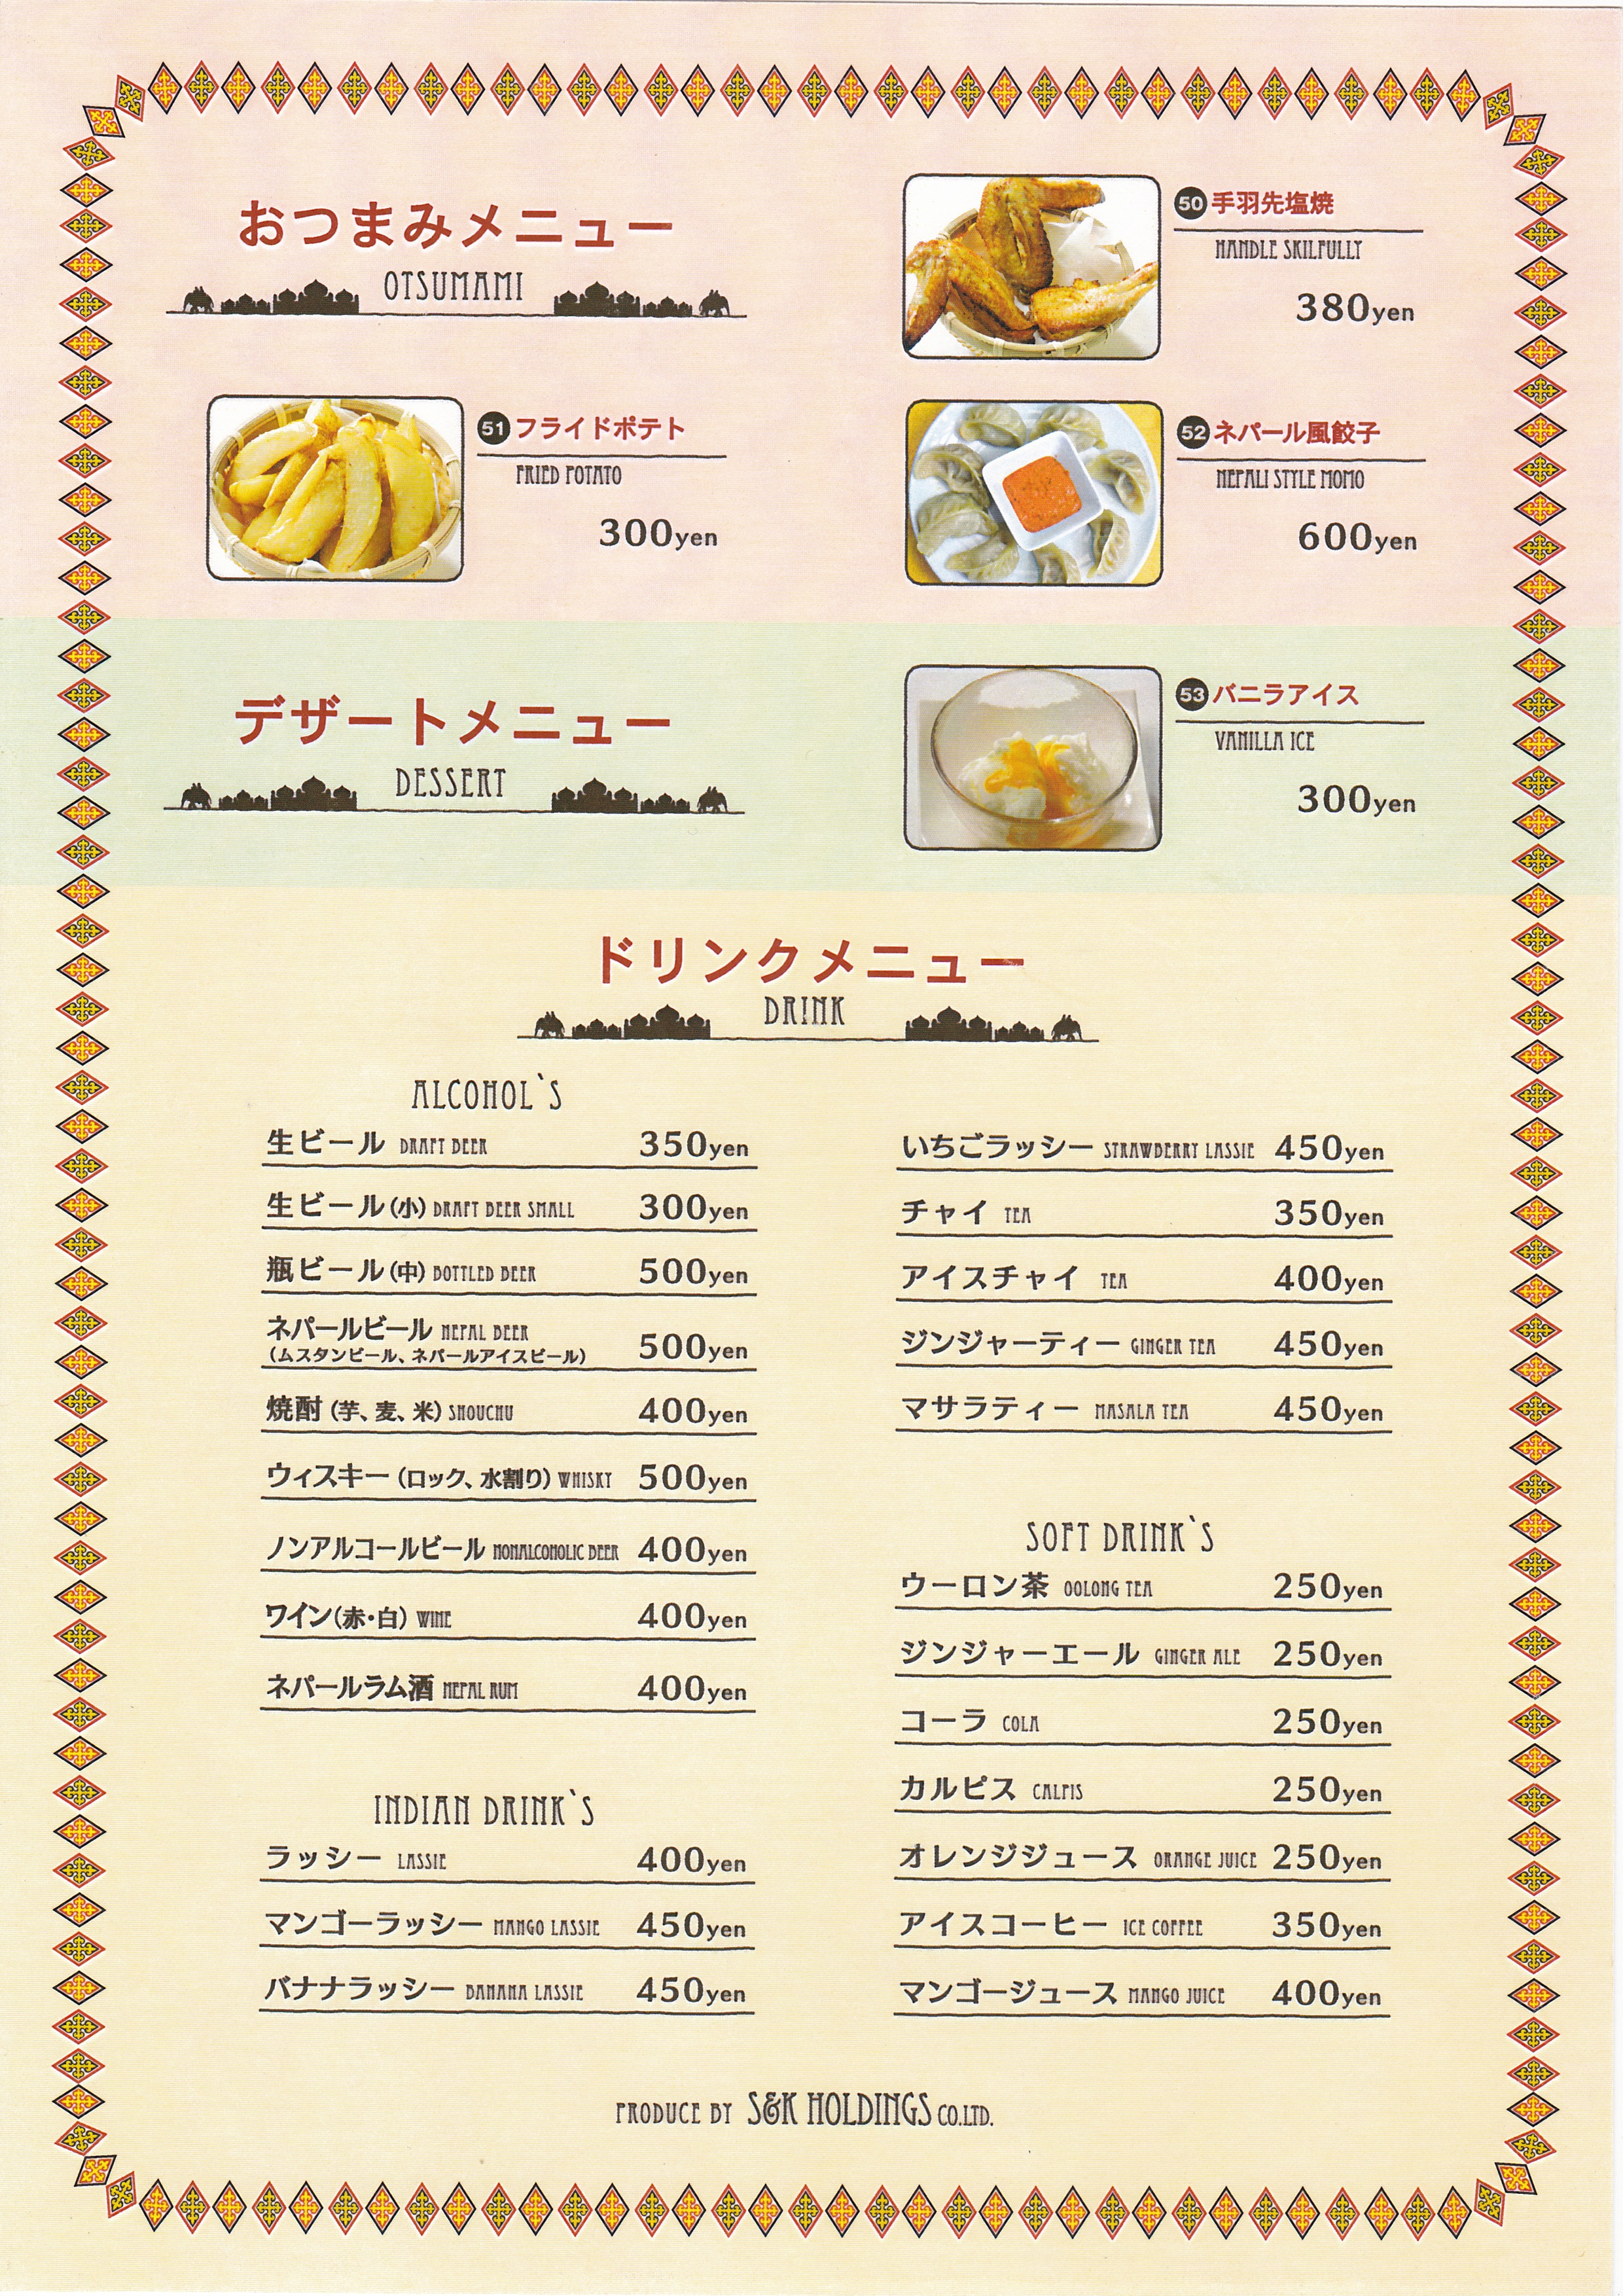 おつまみメニュー
OTSUMAMI
50 手羽先塩焼
HANDLE SKILFULLY
380yen
51 フライドポテト
FRIED POTATO
300yen
52 ネパール風餃子
NEPALI STYLE MOMO
600yen
デザートメニュー
DESSERT
53 バニラアイス
VANILLA ICE
300yen
ドリンクメニュー
DRINK
ALCOHOL`S
生ビール DRAFT BEER 350yen
生ビール(小) DRAFT BEER SMALL 300yen
瓶ビール(中) BOTTLED BEER 500yen
ネパールビール NEPAL BEER
(ムスタンビール、ネパールアイスビール) 500yen
焼酎(芋、麦、米) SHOUCHU 400yen
ウィスキー(ロック、水割り) WHISKY 500yen
ノンアルコールビール NONALCOHOLIC BEER 400yen
ワイン(赤・白) WINE 400yen
ネパールラム酒 NEPAL RUM 400yen
INDIAN DRINK`S
ラッシー LASSIE 400yen
マンゴーラッシー MANGO LASSIE 450yen
バナナラッシー BANANA LASSIE 450yen
いちごラッシー STRAWBERRY LASSIE 450yen
チャイ TEA 350yen
アイスチャイ TEA 400yen
ジンジャーティー GINGER TEA 450yen
マサラティー MASALA TEA 450yen
SOFT DRINK`S
ウーロン茶 OOLONG TEA 250yen
ジンジャーエール GINGER ALE 250yen
コーラ COLA 250yen
カルピス CALPIS 250yen
オレンジジュース ORANGE JUICE 250yen
アイスコーヒー ICE COFFEE 350yen
マンゴージュース MANGO JUICE 400yen
PRODUCE BY S&K HOLDINGS CO.LTD.